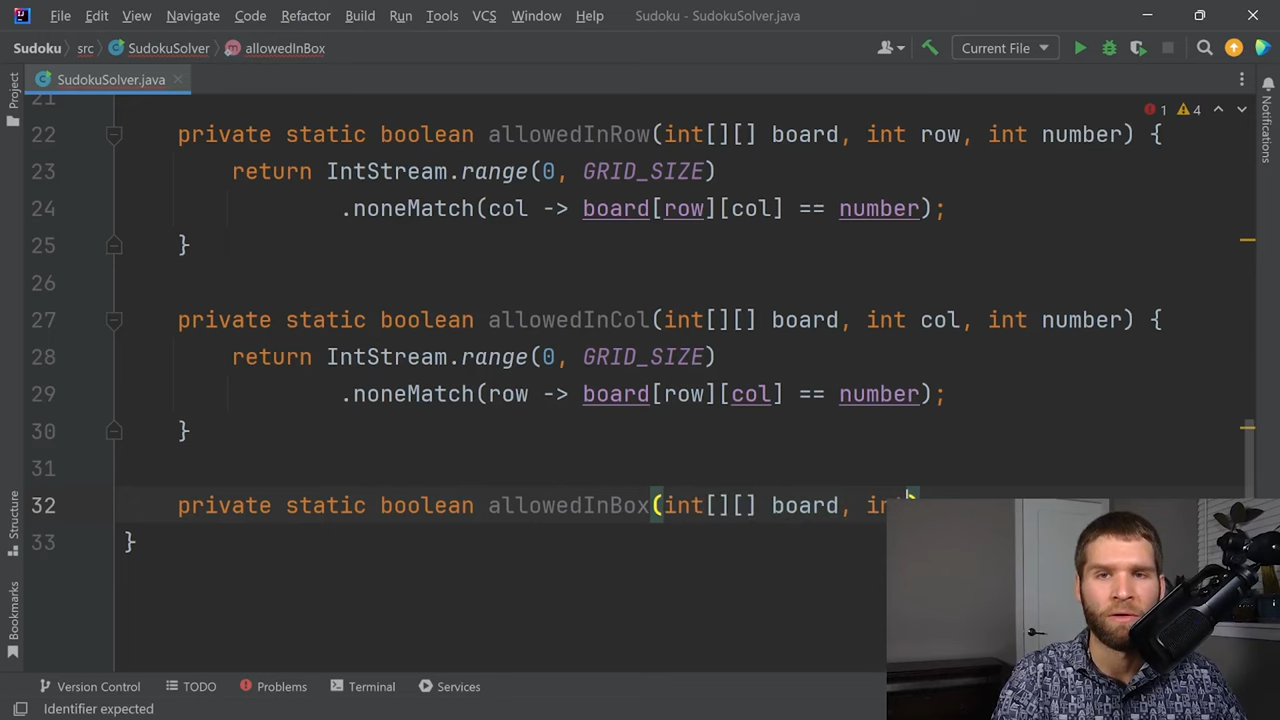 File Edit View Navigate Code Refactor Build Run Tools VCS Window Help Sudoku - SudokuSolver.java
Sudoku src SudokuSolver allowedInBox Current File
SudokuSolver.java
Project
Structure
Bookmarks
Notifications
1 4
21
22 private static boolean allowedInRow(int[][] board, int row, int number) {
23 return IntStream.range(0, GRID_SIZE)
24 .noneMatch(col -> board[row][col] == number);
25 }
26
27 private static boolean allowedInCol(int[][] board, int col, int number) {
28 return IntStream.range(0, GRID_SIZE)
29 .noneMatch(row -> board[row][col] == number);
30 }
31
32 private static boolean allowedInBox(int[][] board, int)
33 }
Version Control TODO Problems Terminal Services
Identifier expected